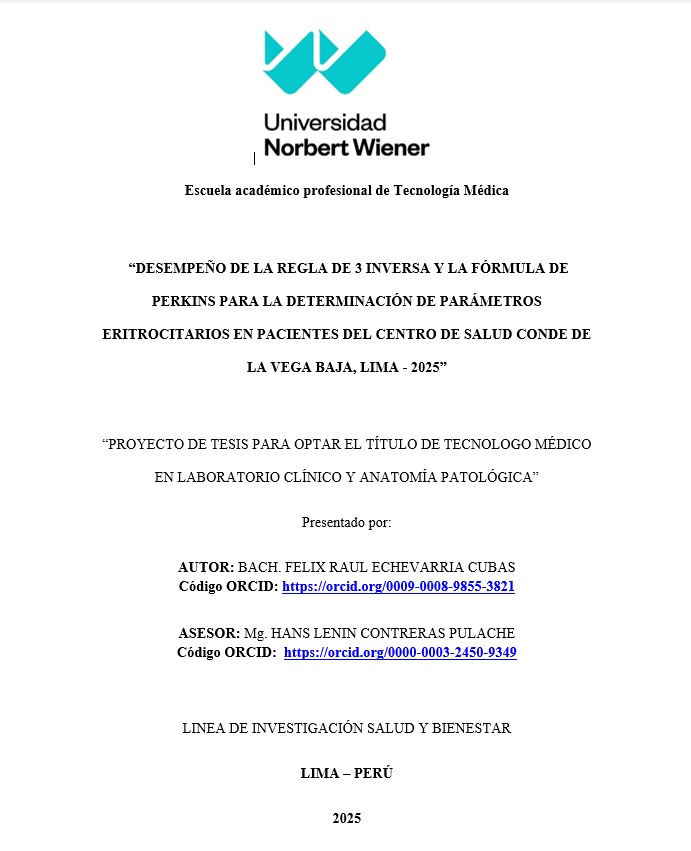 Universidad
Norbert Wiener
Escuela académico profesional de Tecnología Médica
“DESEMPEÑO DE LA REGLA DE 3 INVERSA Y LA FÓRMULA DE
PERKINS PARA LA DETERMINACIÓN DE PARÁMETROS
ERITROCITARIOS EN PACIENTES DEL CENTRO DE SALUD CONDE DE
LA VEGA BAJA, LIMA - 2025”
“PROYECTO DE TESIS PARA OPTAR EL TÍTULO DE TECNOLOGO MÉDICO
EN LABORATORIO CLÍNICO Y ANATOMÍA PATOLÓGICA”
Presentado por:
AUTOR: BACH. FELIX RAUL ECHEVARRIA CUBAS
Código ORCID: https://orcid.org/0009-0008-9855-3821
ASESOR: Mg. HANS LENIN CONTRERAS PULACHE
Código ORCID: https://orcid.org/0000-0003-2450-9349
LINEA DE INVESTIGACIÓN SALUD Y BIENESTAR
LIMA – PERÚ
2025